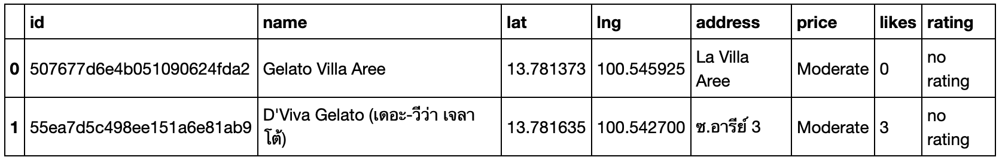 id name lat lng address price likes rating
0 507677d6e4b051090624fda2 Gelato Villa Aree 13.781373 100.545925 La Villa Aree Moderate 0 no rating
1 55ea7d5c498ee151a6e81ab9 D'Viva Gelato (เดอะ-วีว่า เจลาโต้) 13.781635 100.542700 ซ.อารีย์ 3 Moderate 3 no rating